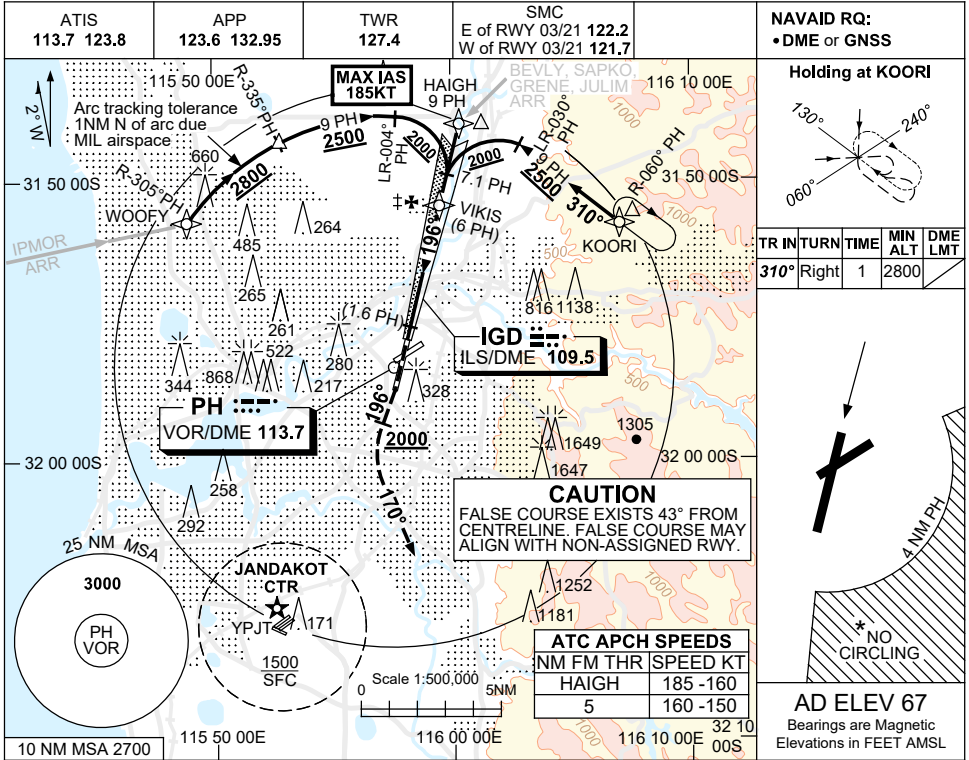 ATIS
113.7 123.8
APP
123.6 132.95
TWR
127.4
SMC
E of RWY 03/21 122.2
W of RWY 03/21 121.7
NAVAID RQ:
• DME or GNSS
2° W
115 50 00E
116 10 00E
Arc tracking tolerance
1NM N of arc due
MIL airspace
MAX IAS
185KT
HAIGH
9 PH
BEVLY, SAPKO,
GRENE, JULIM
ARR
1000
R-335°PH
9 PH
2500
LR-004°
PH
2000
2000
LR-030°
PH
9 PH
2500
310°
R-060° PH
660
2800
R-305°PH
31 50 00S
31 50 00S
7.1 PH
VIKIS
(6 PH)
WOOFY
KOORI
1000
IPMOR
ARR
485
264
196°
500
265
261
816
1138
(1.6 PH)
IGD
ILS/DME 109.5
344
868
522
280
217
328
500
PH
VOR/DME 113.7
196°
2000
1649
1305
1647
32 00 00S
32 00 00S
258
292
170°
CAUTION
FALSE COURSE EXISTS 43° FROM
CENTRELINE. FALSE COURSE MAY
ALIGN WITH NON-ASSIGNED RWY.
25 NM MSA
3000
PH
VOR
JANDAKOT
CTR
YPJT
171
1500
SFC
1252
1181
1000
Scale 1:500,000
0
5NM
ATC APCH SPEEDS
NM FM THR SPEED KT
HAIGH 185 -160
5 160 -150
1000
10 NM MSA 2700
115 50 00E
116 00 00E
116 10 00E
32 10
00S
Holding at KOORI
130°
240°
060°
TR IN TURN TIME MIN ALT DME LMT
310° Right 1 2800
4 NM PH
* NO
CIRCLING
AD ELEV 67
Bearings are Magnetic
Elevations in FEET AMSL